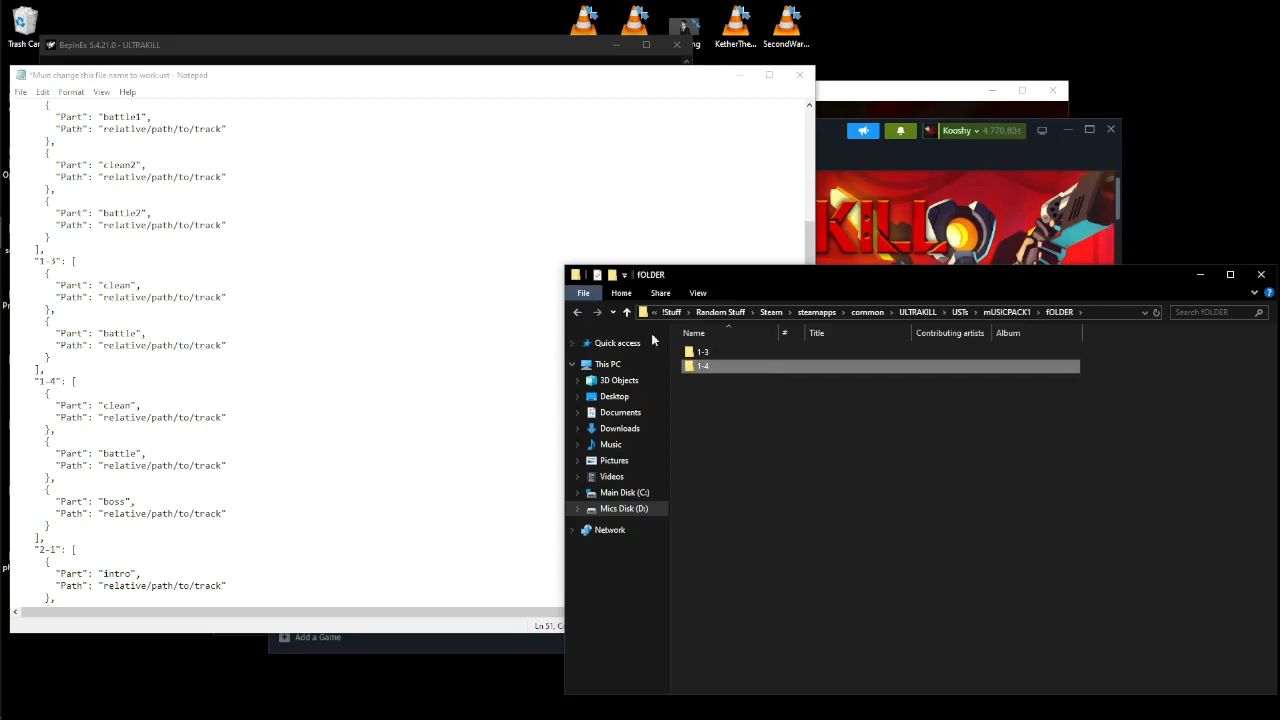 Trash Can
BepInEx 5.4.21.0 - ULTRAKILL
KetherThe...
SecondWar...
*Must change this file name to work.ust - Notepad
File Edit Format View Help
{
"Part": "battle1",
"Path": "relative/path/to/track"
},
{
"Part": "clean2",
"Path": "relative/path/to/track"
},
{
"Part": "battle2",
"Path": "relative/path/to/track"
}
],
"1-3": [
{
"Part": "clean",
"Path": "relative/path/to/track"
},
{
"Part": "battle",
"Path": "relative/path/to/track"
}
],
"1-4": [
{
"Part": "clean",
"Path": "relative/path/to/track"
},
{
"Part": "battle",
"Path": "relative/path/to/track"
},
{
"Part": "boss",
"Path": "relative/path/to/track"
}
],
"2-1": [
{
"Part": "intro",
"Path": "relative/path/to/track"
},
Ln 51, C
Add a Game
Kooshy
KILL
fOLDER
File Home Share View
« !Stuff > Random Stuff > Steam > steamapps > common > ULTRAKILL > USTs > mUSICPACK1 > fOLDER >
Search fOLDER
Name # Title Contributing artists Album
1-3
1-4
Quick access
This PC
3D Objects
Desktop
Documents
Downloads
Music
Pictures
Videos
Main Disk (C:)
Mics Disk (D:)
Network